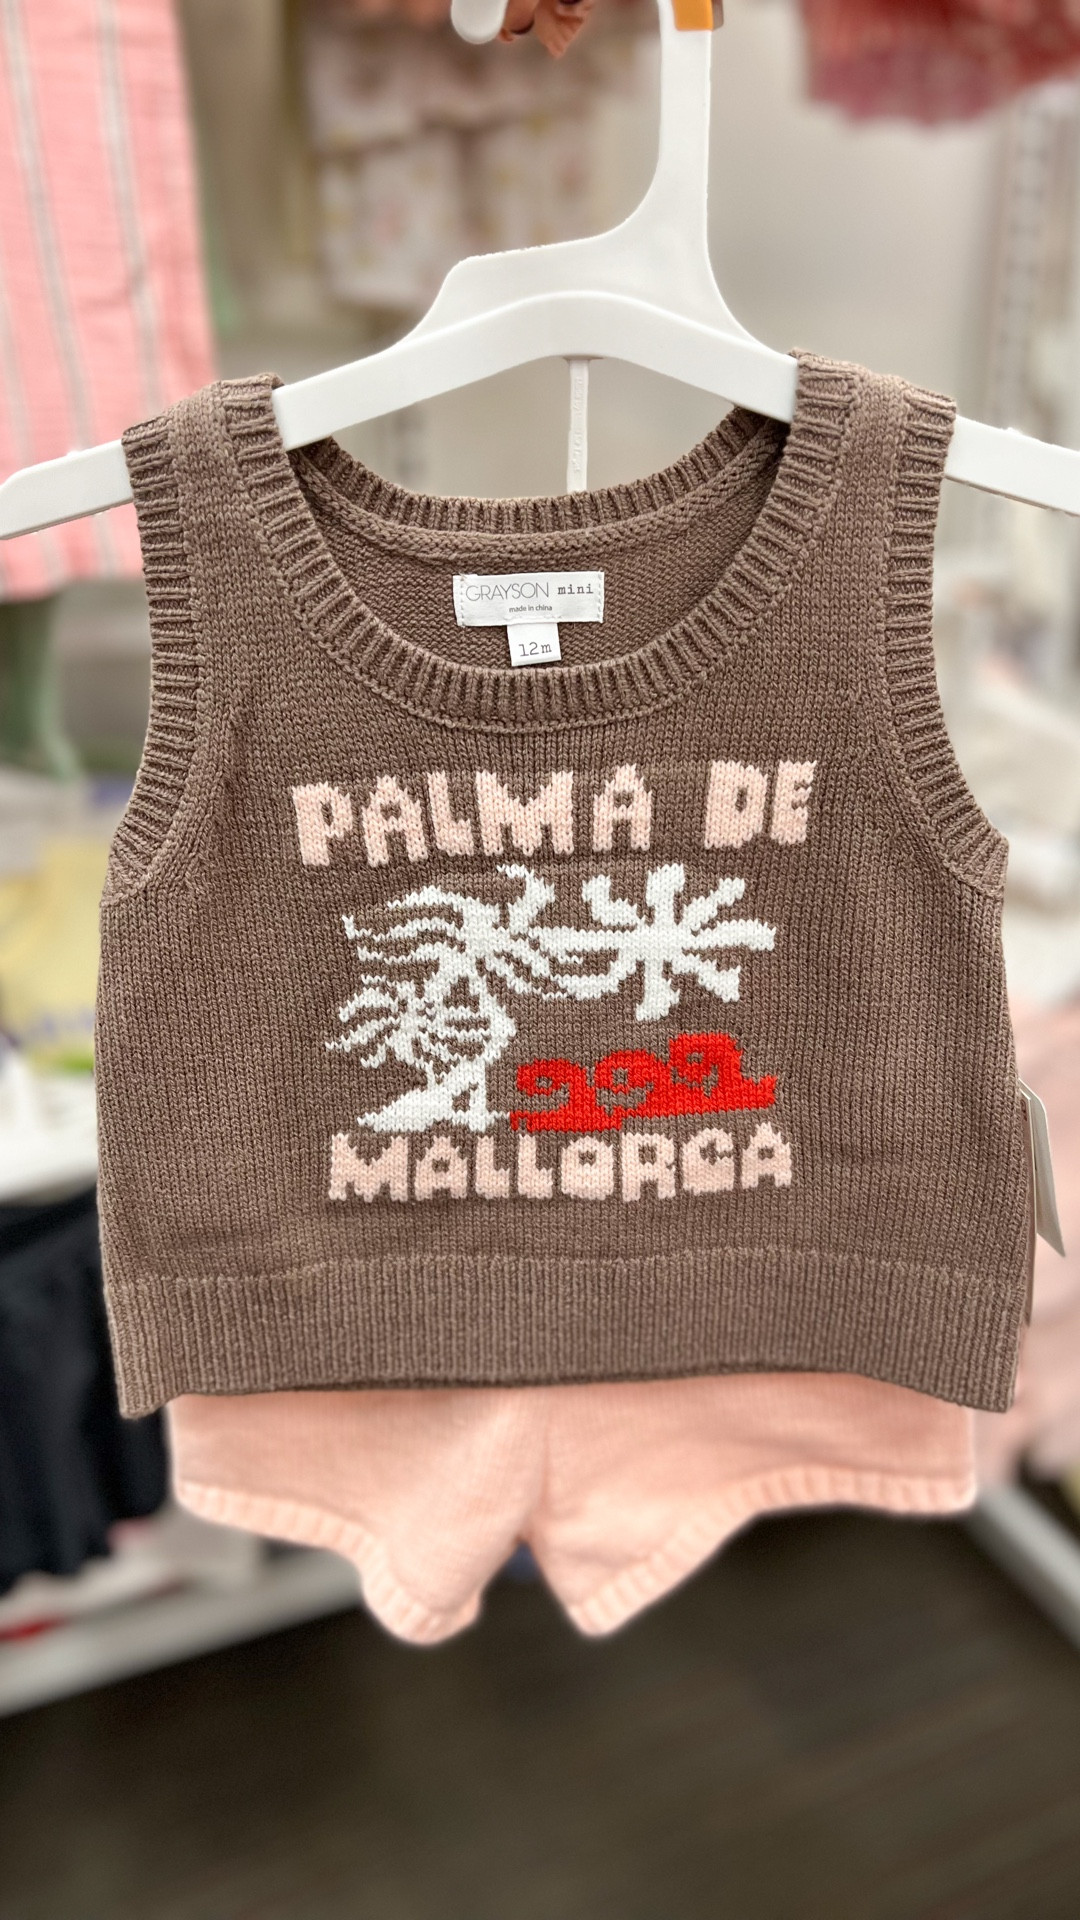 GRAYSON mini
made in china
12m
PALMA DE
MALLORCA